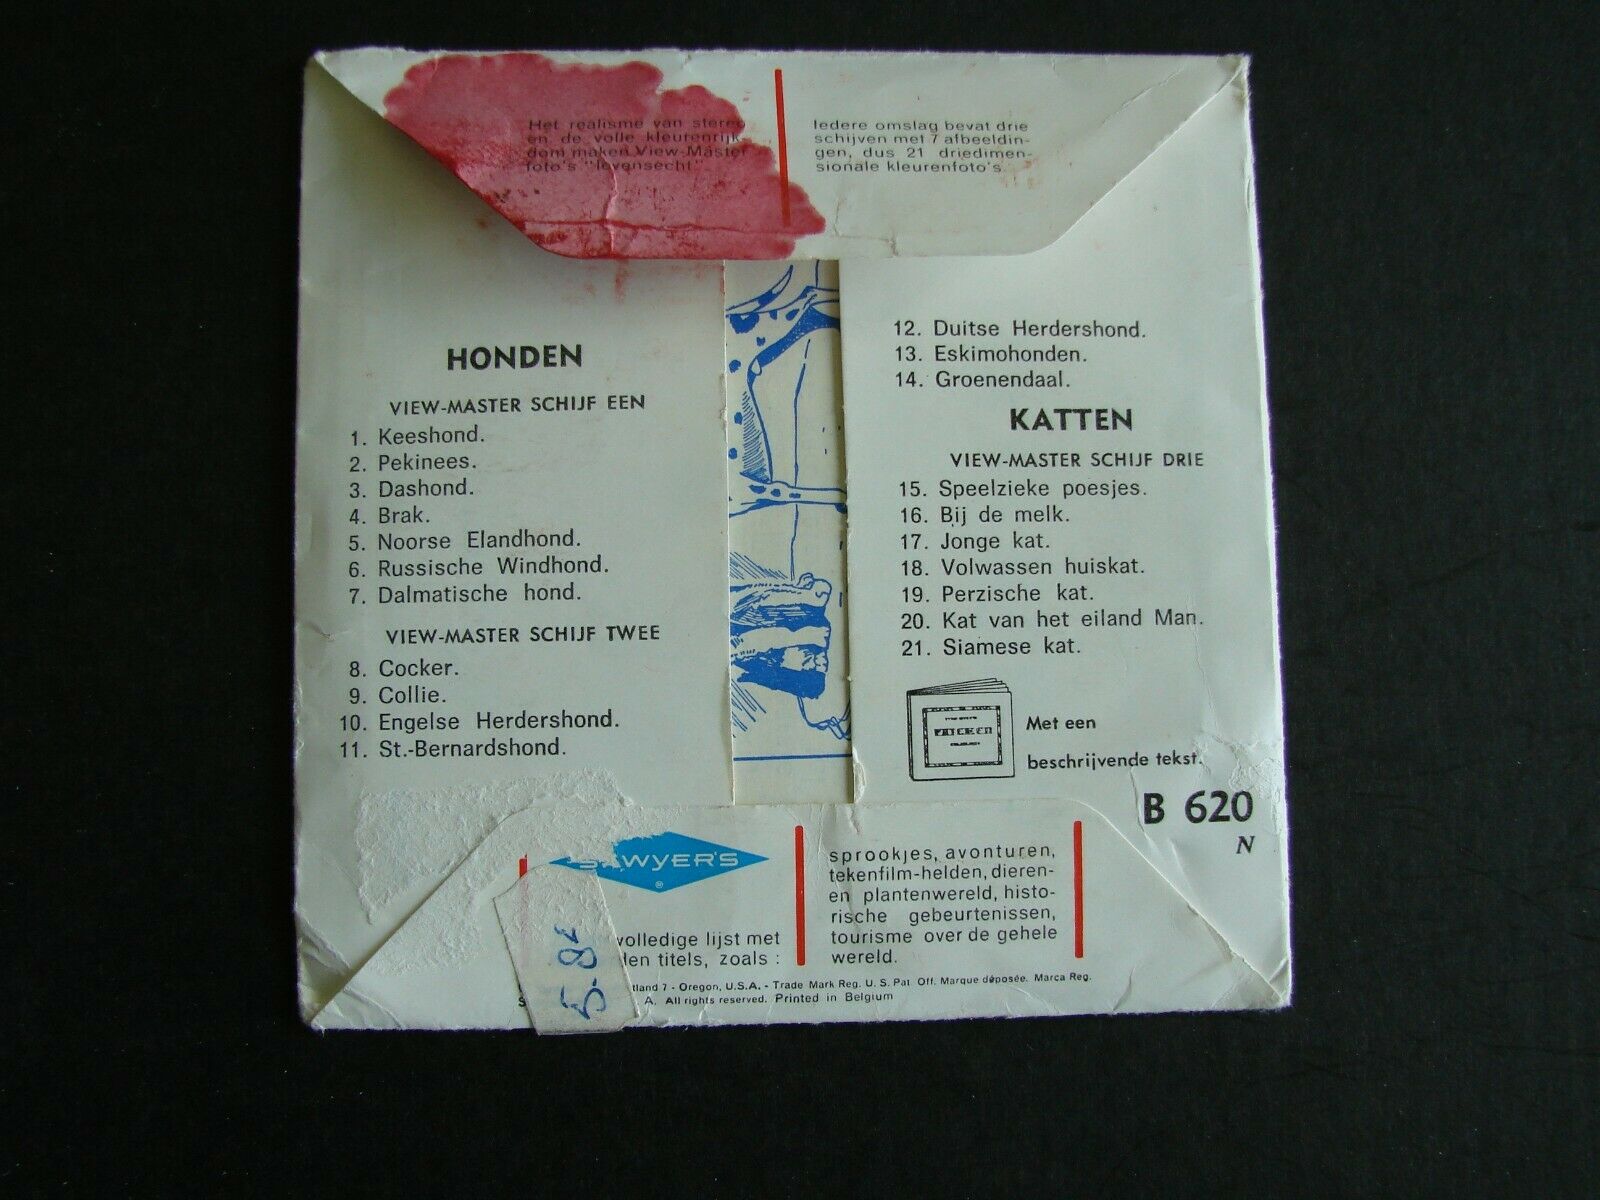 Het realisme van stereo
en de volle kleurenrijk-
dom maken View-Master
foto's "levensecht".
Iedere omslag bevat drie
schijven met 7 afbeeldin-
gen, dus 21 driedimen-
sionale kleurenfoto's.
HONDEN
VIEW-MASTER SCHIJF EEN
1. Keeshond.
2. Pekinees.
3. Dashond.
4. Brak.
5. Noorse Elandhond.
6. Russische Windhond.
7. Dalmatische hond.
VIEW-MASTER SCHIJF TWEE
8. Cocker.
9. Collie.
10. Engelse Herdershond.
11. St.-Bernardshond.
12. Duitse Herdershond.
13. Eskimohonden.
14. Groenendaal.
KATTEN
VIEW-MASTER SCHIJF DRIE
15. Speelzieke poesjes.
16. Bij de melk.
17. Jonge kat.
18. Volwassen huiskat.
19. Perzische kat.
20. Kat van het eiland Man.
21. Siamese kat.
Met een
beschrijvende tekst.
B 620
N
SAWYER'S
®
volledige lijst met
titels, zoals :
sprookjes, avonturen,
tekenfilm-helden, dieren-
en plantenwereld, histo-
rische gebeurtenissen,
tourisme over de gehele
wereld.
7 - Oregon, U.S.A. - Trade Mark Reg. U. S. Pat. Off. Marque déposée. Marca Reg.
A. All rights reserved. Printed in Belgium